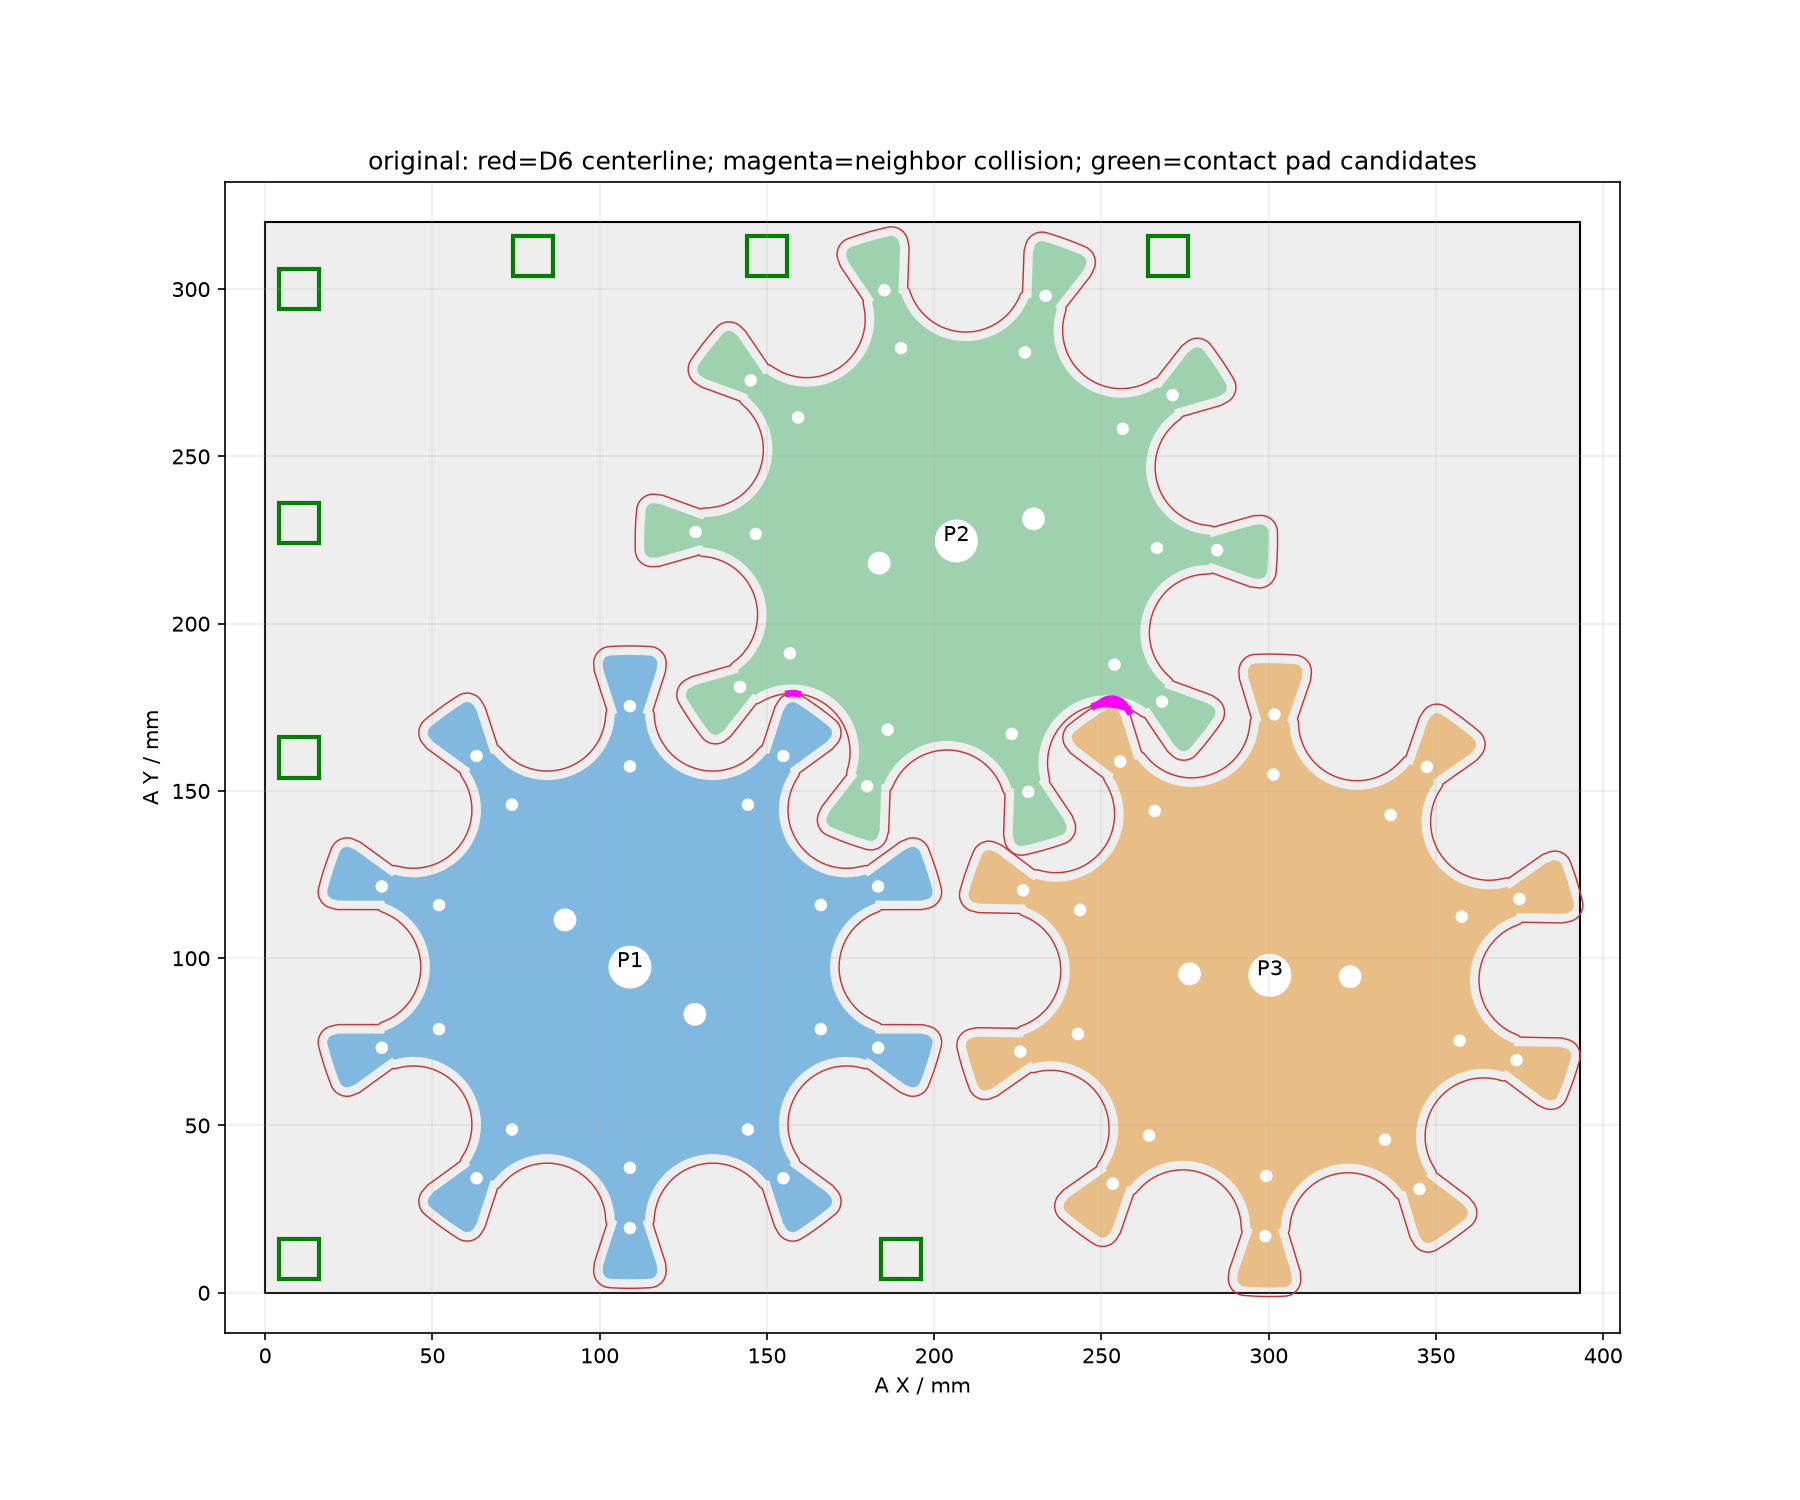 original: red=D6 centerline; magenta=neighbor collision; green=contact pad candidates
300
250
200
150
100
50
0
A Y / mm
P2
P1
P3
0 50 100 150 200 250 300 350 400
A X / mm